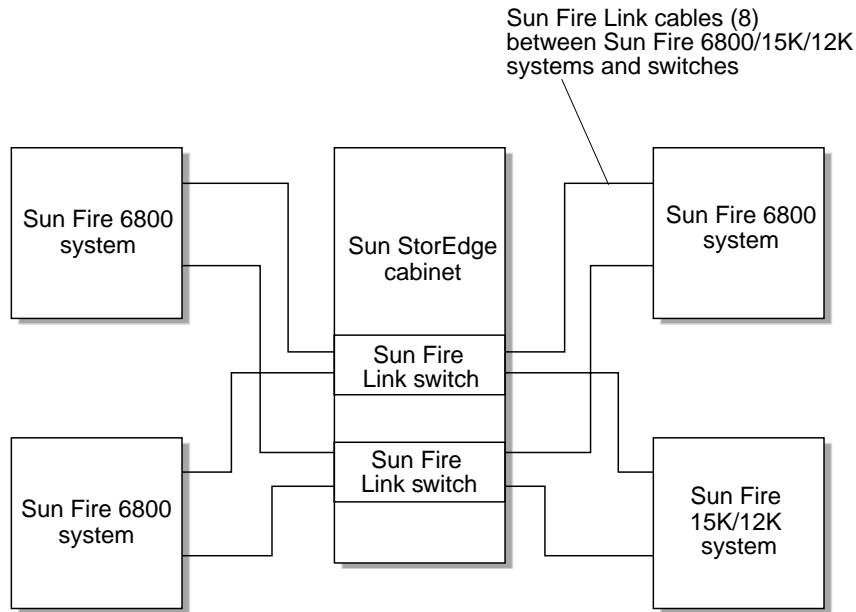 Sun Fire Link cables (8)
between Sun Fire 6800/15K/12K
systems and switches
Sun Fire 6800
system
Sun StorEdge
cabinet
Sun Fire 6800
system
Sun Fire
Link switch
Sun Fire
Link switch
Sun Fire 6800
system
Sun Fire
15K/12K
system